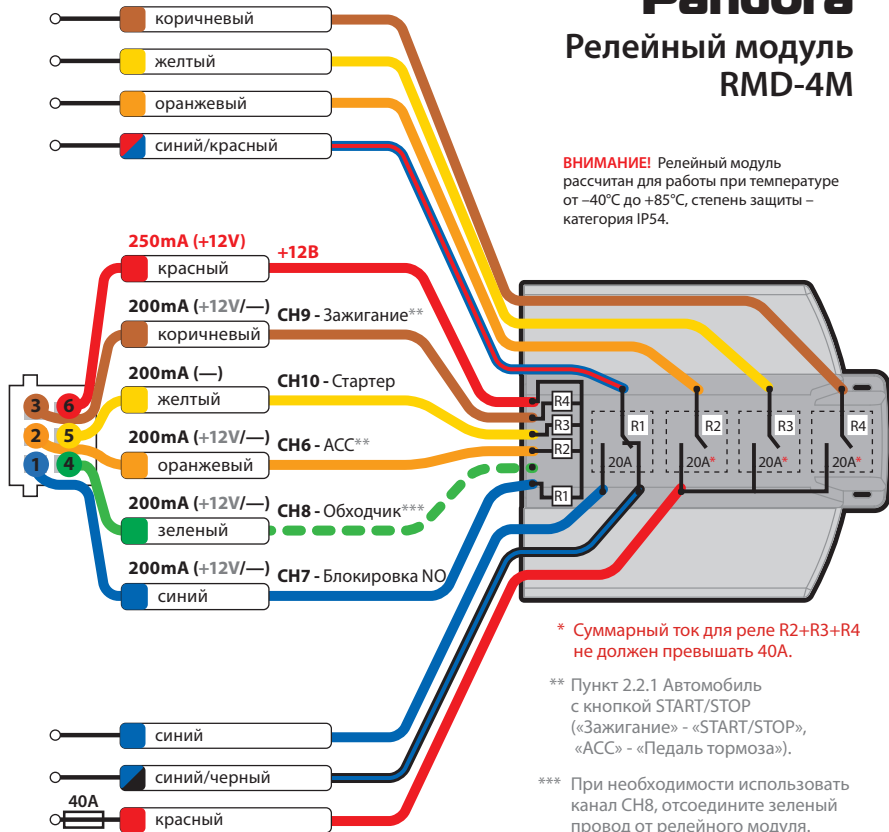 Pandora
Релейный модуль
RMD-4M
коричневый
желтый
оранжевый
синий/красный
ВНИМАНИЕ! Релейный модуль
рассчитан для работы при температуре
от –40°C до +85°C, степень защиты –
категория IP54.
250mA (+12V)
красный
+12В
200mA (+12V/—)
коричневый
CH9 - Зажигание**
200mA (—)
желтый
CH10 - Стартер
200mA (+12V/—)
оранжевый
CH6 - ACC**
200mA (+12V/—)
зеленый
CH8 - Обходчик***
200mA (+12V/—)
синий
CH7 - Блокировка NO
3 6
2 5
1 4
R4
R3
R2
R1
R1 R2 R3 R4
20A 20A* 20A* 20A*
* Суммарный ток для реле R2+R3+R4
не должен превышать 40А.
** Пункт 2.2.1 Автомобиль
с кнопкой START/STOP
(«Зажигание» - «START/STOP»,
«ACC» - «Педаль тормоза»).
*** При необходимости использовать
канал CH8, отсоедините зеленый
провод от релейного модуля.
синий
синий/черный
40A
красный